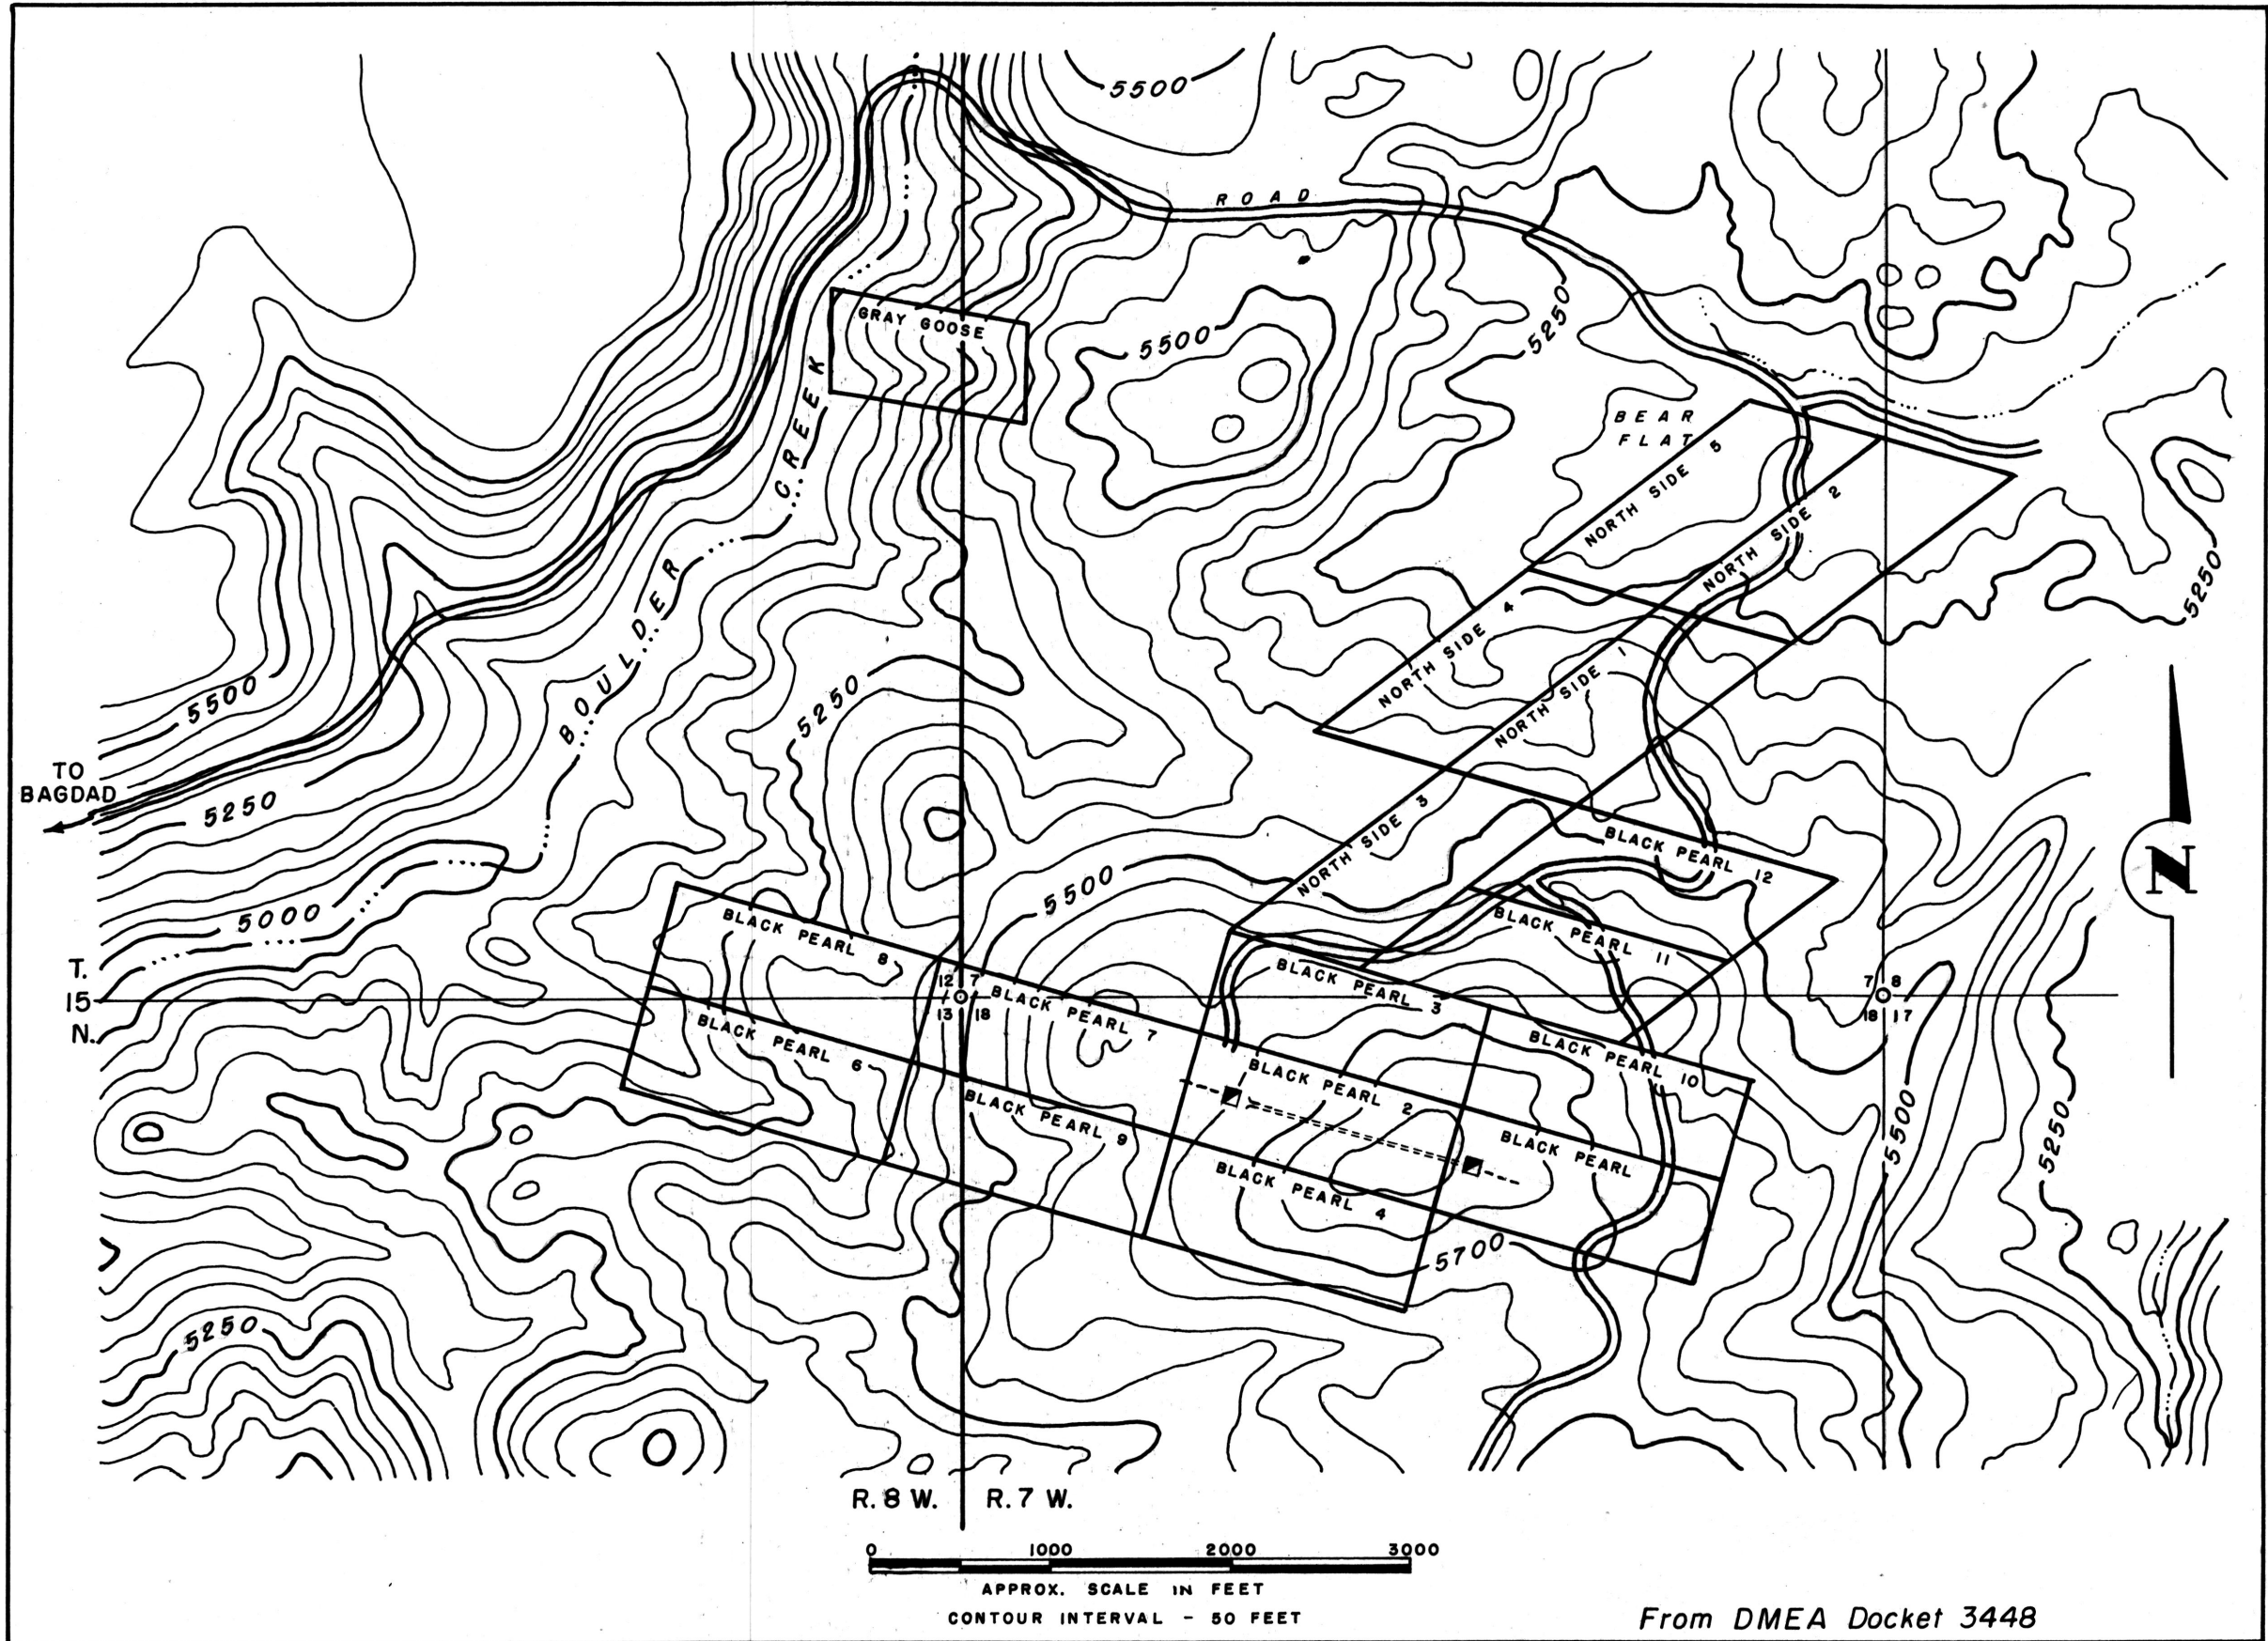 5500
ROAD
GRAY GOOSE
5500
5250
BEAR
FLAT
NORTH SIDE 5
NORTH SIDE 2
CREEK
BOULDER
5250
NORTH SIDE 4
NORTH SIDE 1
NORTH SIDE 1
5250
5500
TO
BAGDAD
5250
NORTH SIDE 3
BLACK PEARL 12
5500
N
5000
BLACK PEARL 8
BLACK PEARL 11
T.
15
N.
12 7
13 18
BLACK PEARL 7
BLACK PEARL 3
7 8
18 17
BLACK PEARL 6
BLACK PEARL 10
BLACK PEARL 9
BLACK PEARL 2
BLACK PEARL
BLACK PEARL 4
5500
5250
5700
5250
R. 8 W. R. 7 W.
0 1000 2000 3000
APPROX. SCALE IN FEET
CONTOUR INTERVAL - 50 FEET
From DMEA Docket 3448